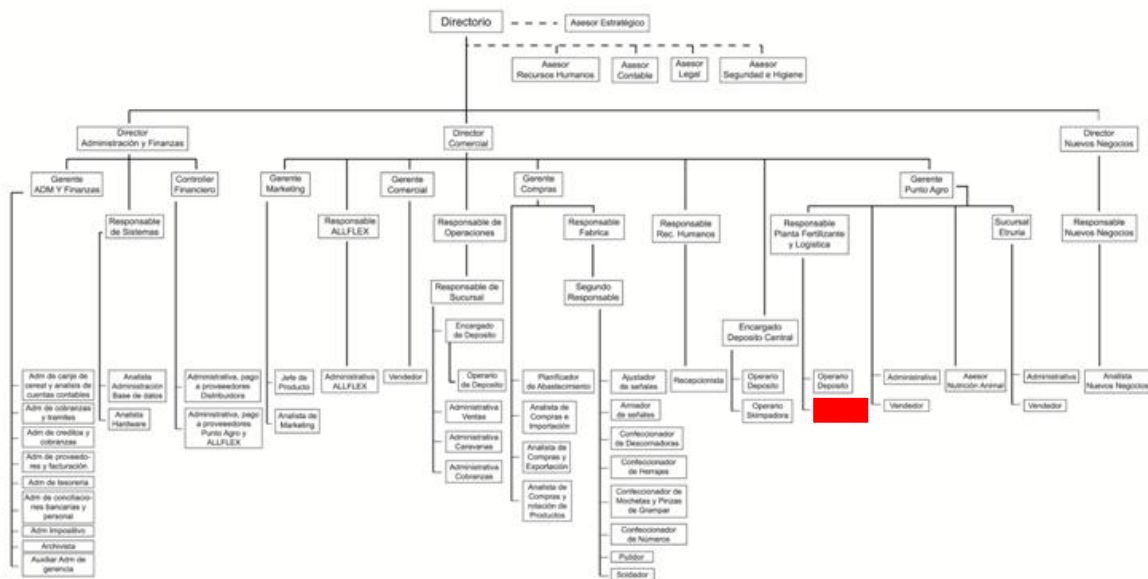 Directorio
Asesor Estratégico
Asesor
Recursos Humanos
Asesor
Contable
Asesor
Legal
Asesor
Seguridad e Higiene
Director
Administración y Finanzas
Director
Comercial
Director
Nuevos Negocios
Gerente
ADM Y Finanzas
Controller
Financiero
Gerente
Marketing
Gerente
Comercial
Gerente
Compras
Gerente
Punto Agro
Responsable
de Sistemas
Responsable
ALLFLEX
Responsable de
Operaciones
Responsable
Fabrica
Responsable
Rec. Humanos
Responsable
Planta Fertilizante
y Logistica
Sucursal
Etruria
Responsable
Nuevos Negocios
Responsable de
Sucursal
Segundo
Responsable
Encargado
de Deposito
Encargado
Deposito Central
Adm de canje de
cereal y analisis de
cuentas contables
Analista
Administración
Base de datos
Administrativa, pago
a proveeedores
Distribuidora
Jefe de
Producto
Administrativa
ALLFLEX
Vendedor
Operario
de Deposito
Planificador
de Abastecimiento
Ajustador
de señales
Recepcionista
Operario
Deposito
Operario
Deposito
Administrativa
Asesor
Nutrición Animal
Administrativa
Analista
Nuevos Negocios
Adm de cobranzas
y tramites
Analista
Hardware
Administrativa, pago
a proveeedores
Punto Agro y
ALLFLEX
Analista de
Marketing
Administrativa
Ventas
Analista de
Compras e
Importación
Armador
de señales
Operario
Skimpadora
Vendedor
Vendedor
Adm de creditos y
cobranzas
Administrativa
Caravanas
Analista
de Compras y
Exportación
Confeccionador
de Descornadoras
Adm de proveedo-
res y facturación
Administrativa
Cobranzas
Confeccionador
de Herrajes
Adm de tesoreria
Analista de
Compras y
rotación de
Productos
Confeccionador de
Mochetas y Pinzas
de Grampar
Adm de conciliacio-
nes bancarias y
personal
Confeccionador
de Números
Adm Impositivo
Archivista
Pulidor
Auxiliar Adm de
gerencia
Soldador